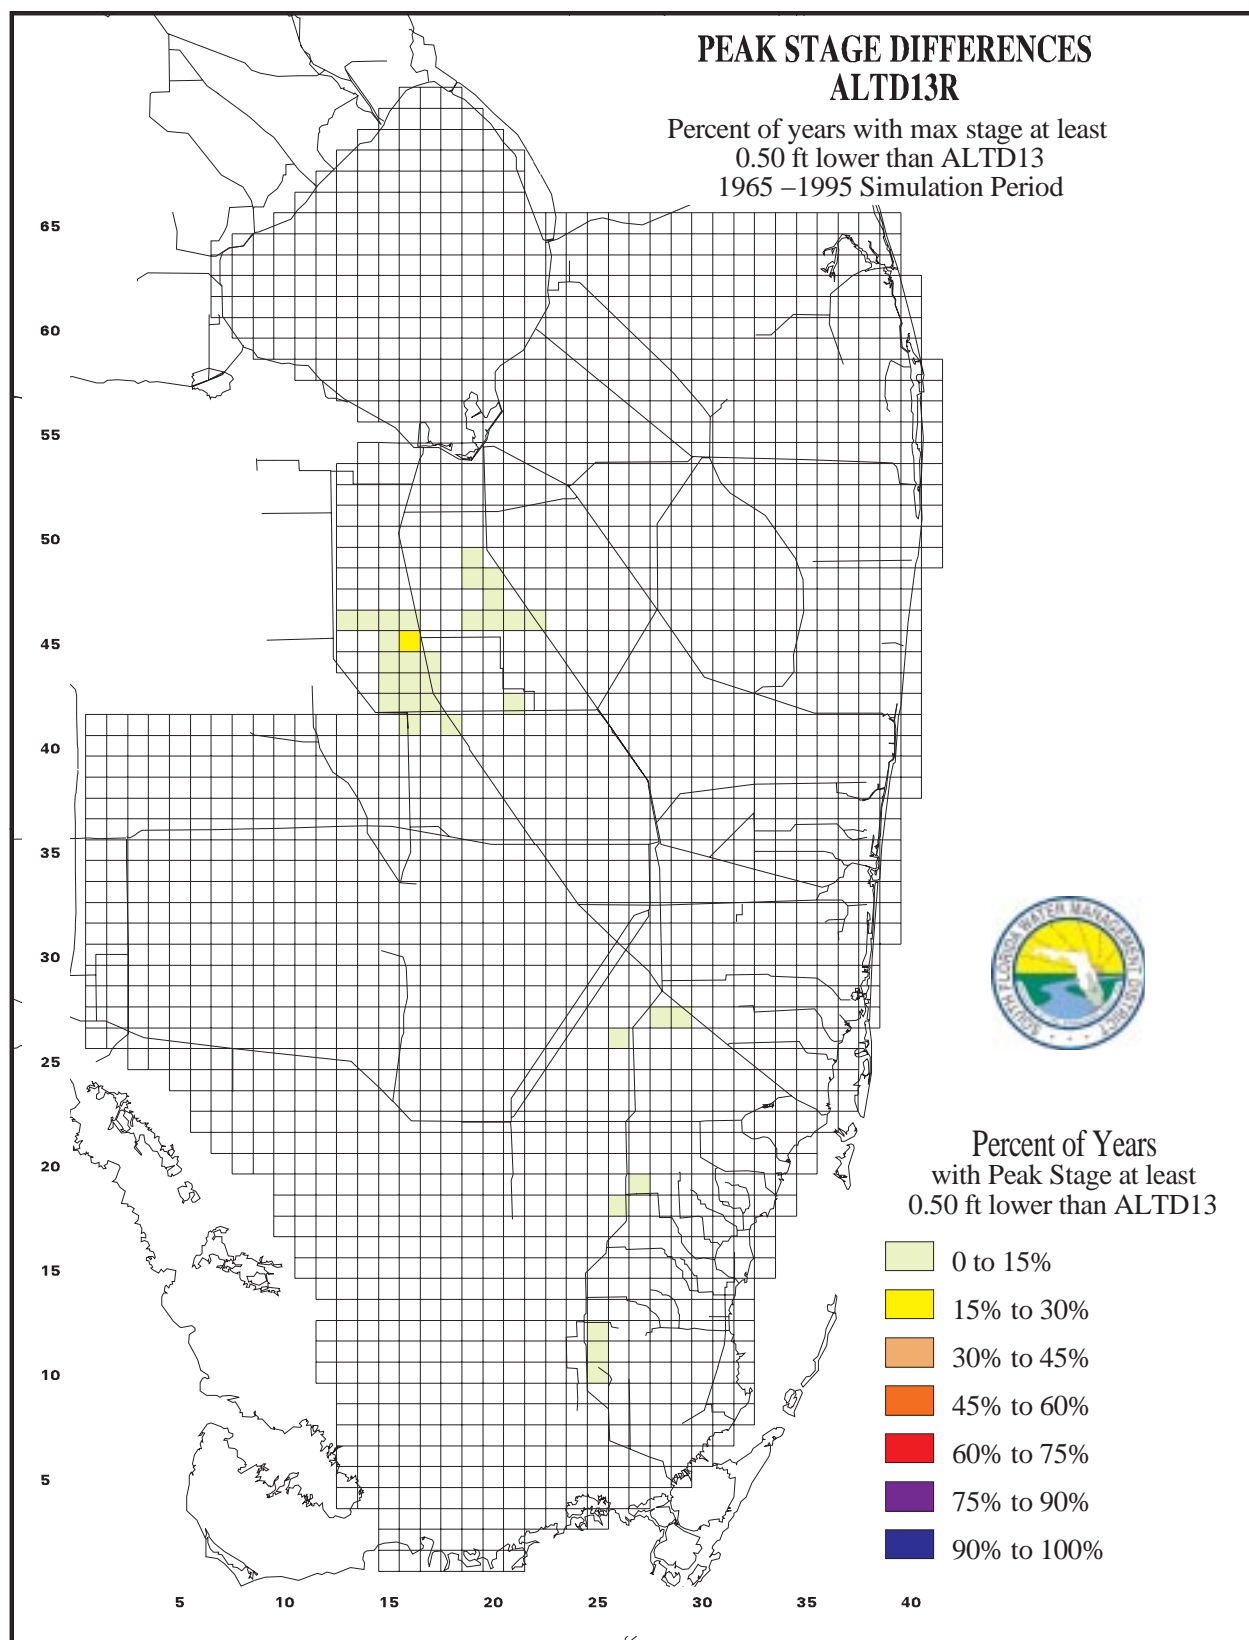 PEAK STAGE DIFFERENCES
ALTD13R
Percent of years with max stage at least
0.50 ft lower than ALTD13
1965 –1995 Simulation Period
65
60
55
50
45
40
35
30
25
20
15
10
5
SOUTH FLORIDA WATER MANAGEMENT DISTRICT
Percent of Years
with Peak Stage at least
0.50 ft lower than ALTD13
0 to 15%
15% to 30%
30% to 45%
45% to 60%
60% to 75%
75% to 90%
90% to 100%
5 10 15 20 25 30 35 40